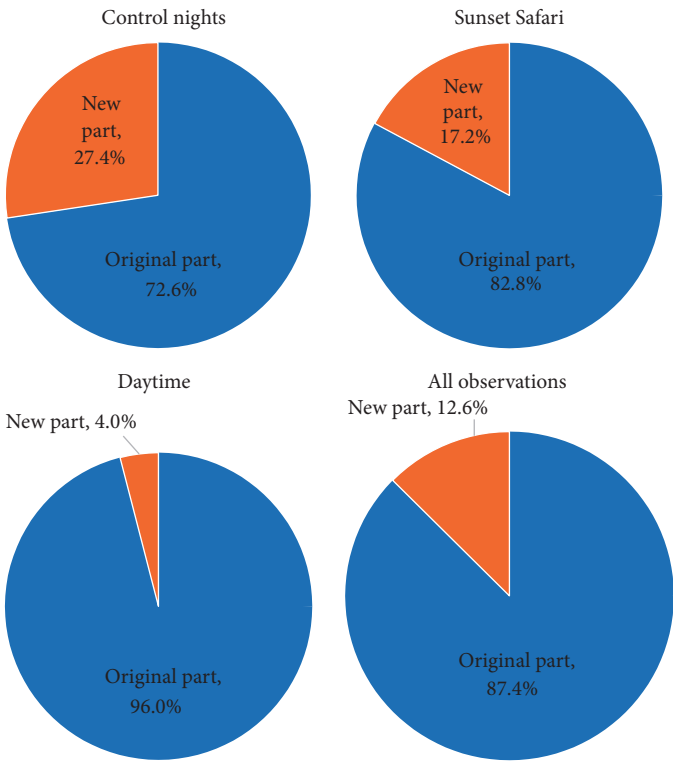 Control nights
New
part,
27.4%
Original part,
72.6%
Sunset Safari
New
part,
17.2%
Original part,
82.8%
Daytime
New part, 4.0%
Original part,
96.0%
All observations
New part, 12.6%
Original part,
87.4%